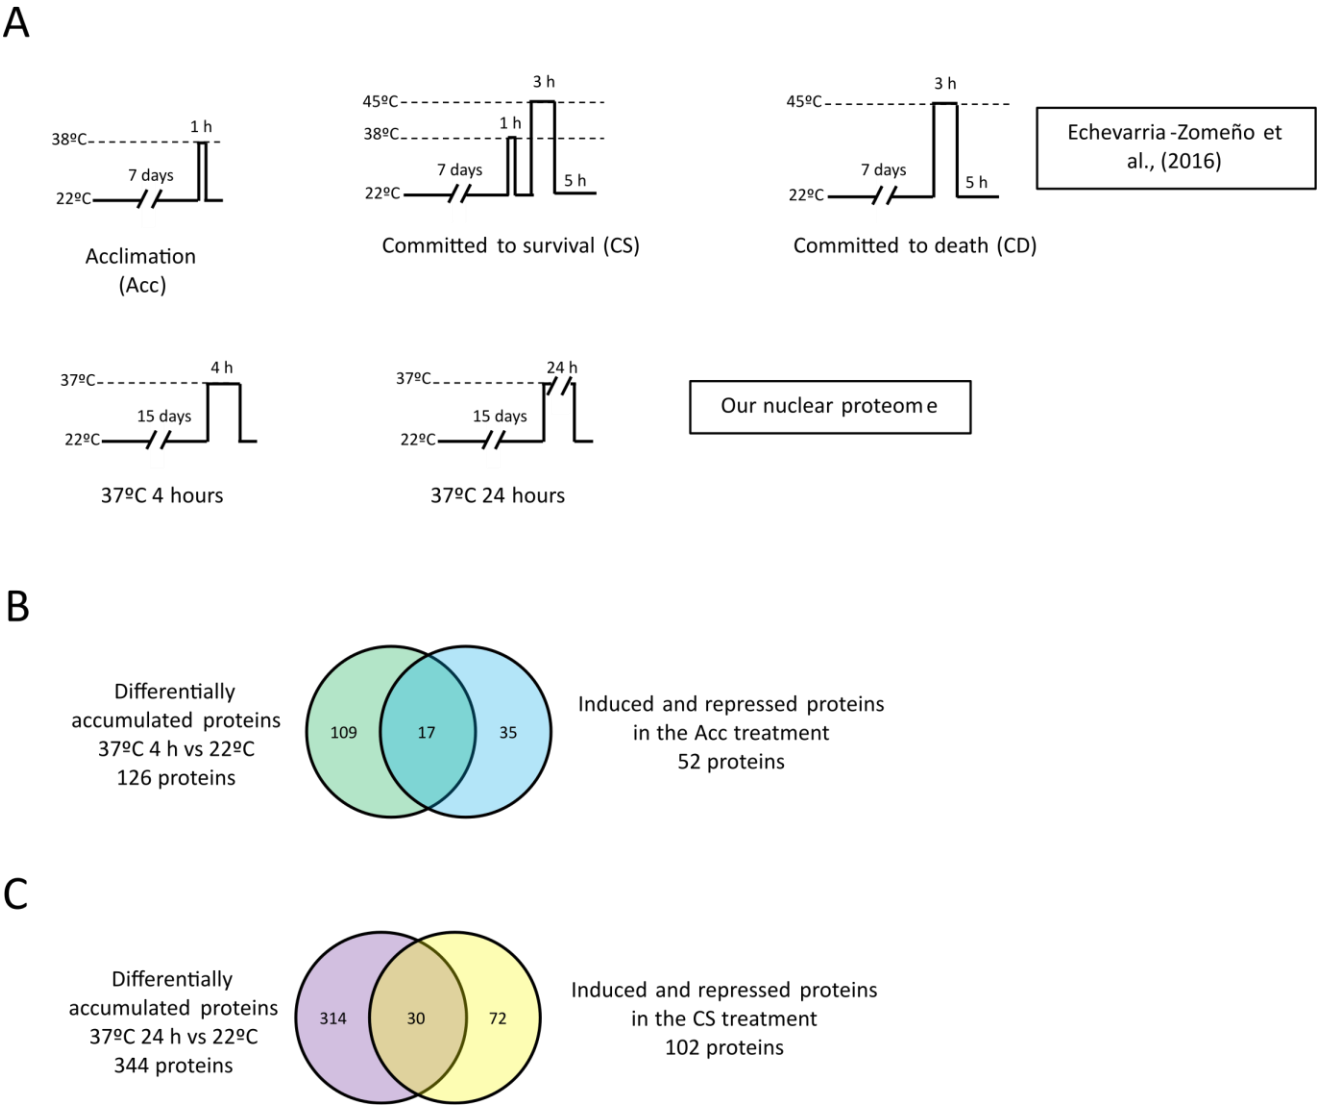 A
38ºC
1 h
7 days
22ºC
Acclimation
(Acc)
45ºC
3 h
38ºC
1 h
7 days
22ºC
5 h
Committed to survival (CS)
45ºC
3 h
7 days
22ºC
5 h
Committed to death (CD)
Echevarria-Zomeño et
al., (2016)
37ºC
4 h
15 days
22ºC
37ºC 4 hours
37ºC
24 h
15 days
22ºC
37ºC 24 hours
Our nuclear proteome
B
Differentially
accumulated proteins
37ºC 4 h vs 22ºC
126 proteins
109
17
35
Induced and repressed proteins
in the Acc treatment
52 proteins
C
Differentially
accumulated proteins
37ºC 24 h vs 22ºC
344 proteins
314
30
72
Induced and repressed proteins
in the CS treatment
102 proteins